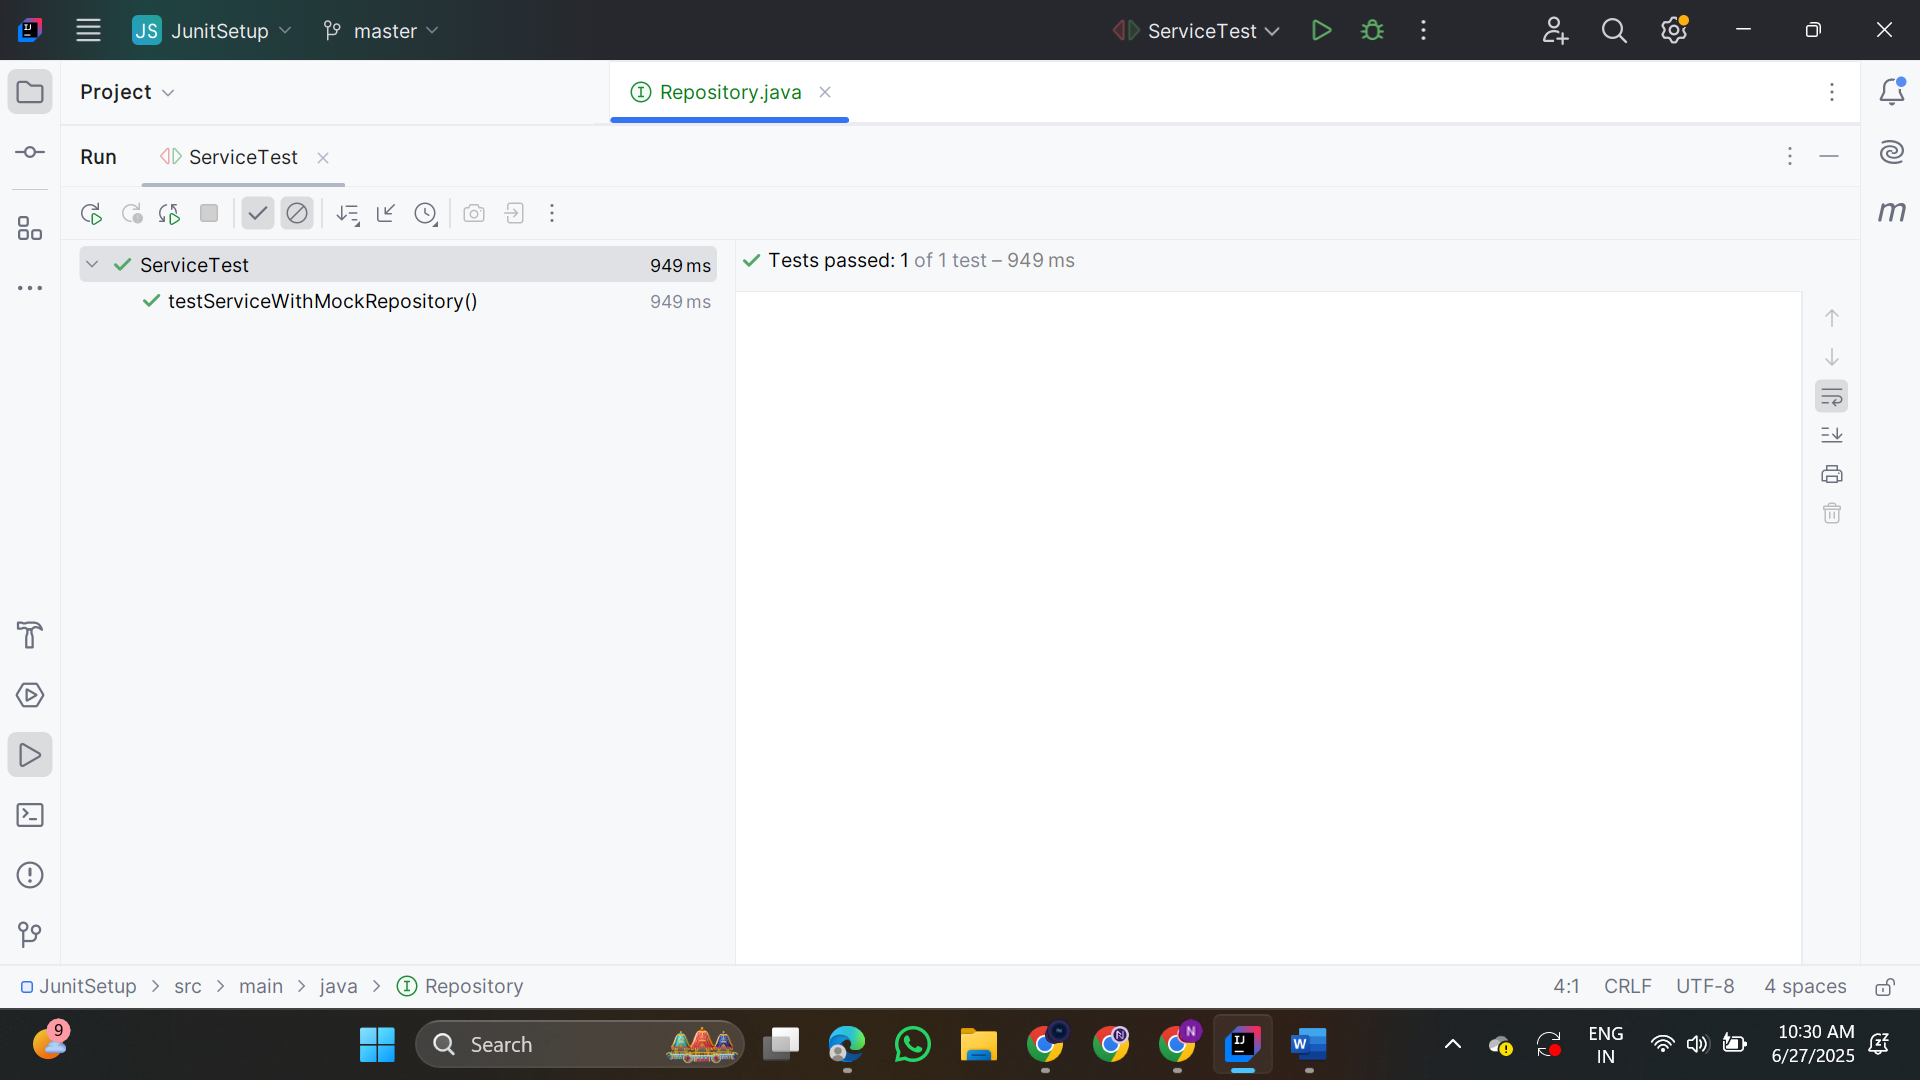 JS JunitSetup master ServiceTest
Project Repository.java
Run ServiceTest
ServiceTest 949 ms
testServiceWithMockRepository() 949 ms
Tests passed: 1 of 1 test – 949 ms
m
JunitSetup > src > main > java > Repository 4:1 CRLF UTF-8 4 spaces
9
Search
ENG
IN
10:30 AM
6/27/2025